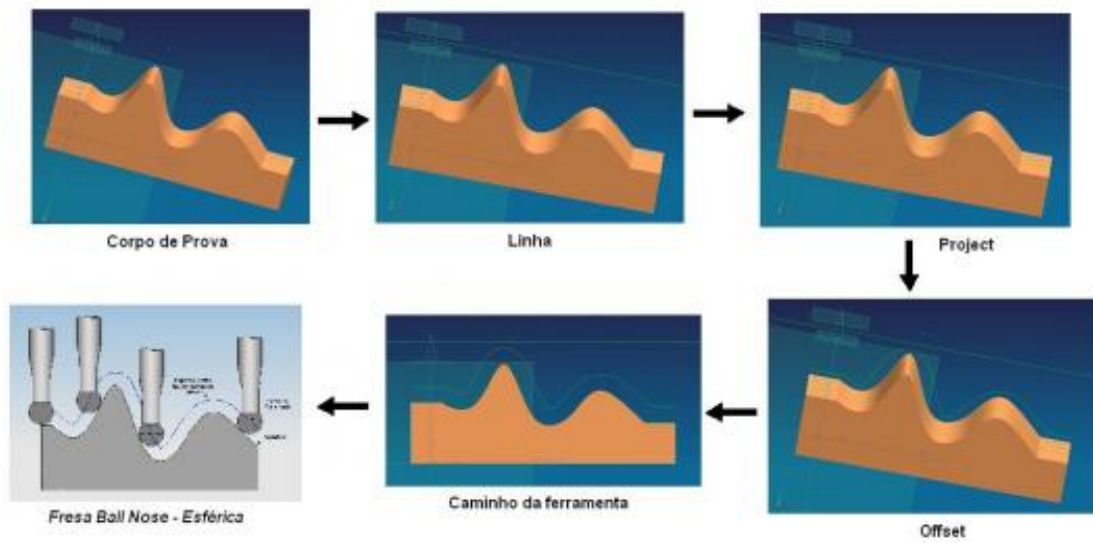 Corpo de Prova
Linha
Project
Offset
Caminho da ferramenta
Fresa Ball Nose - Esférica